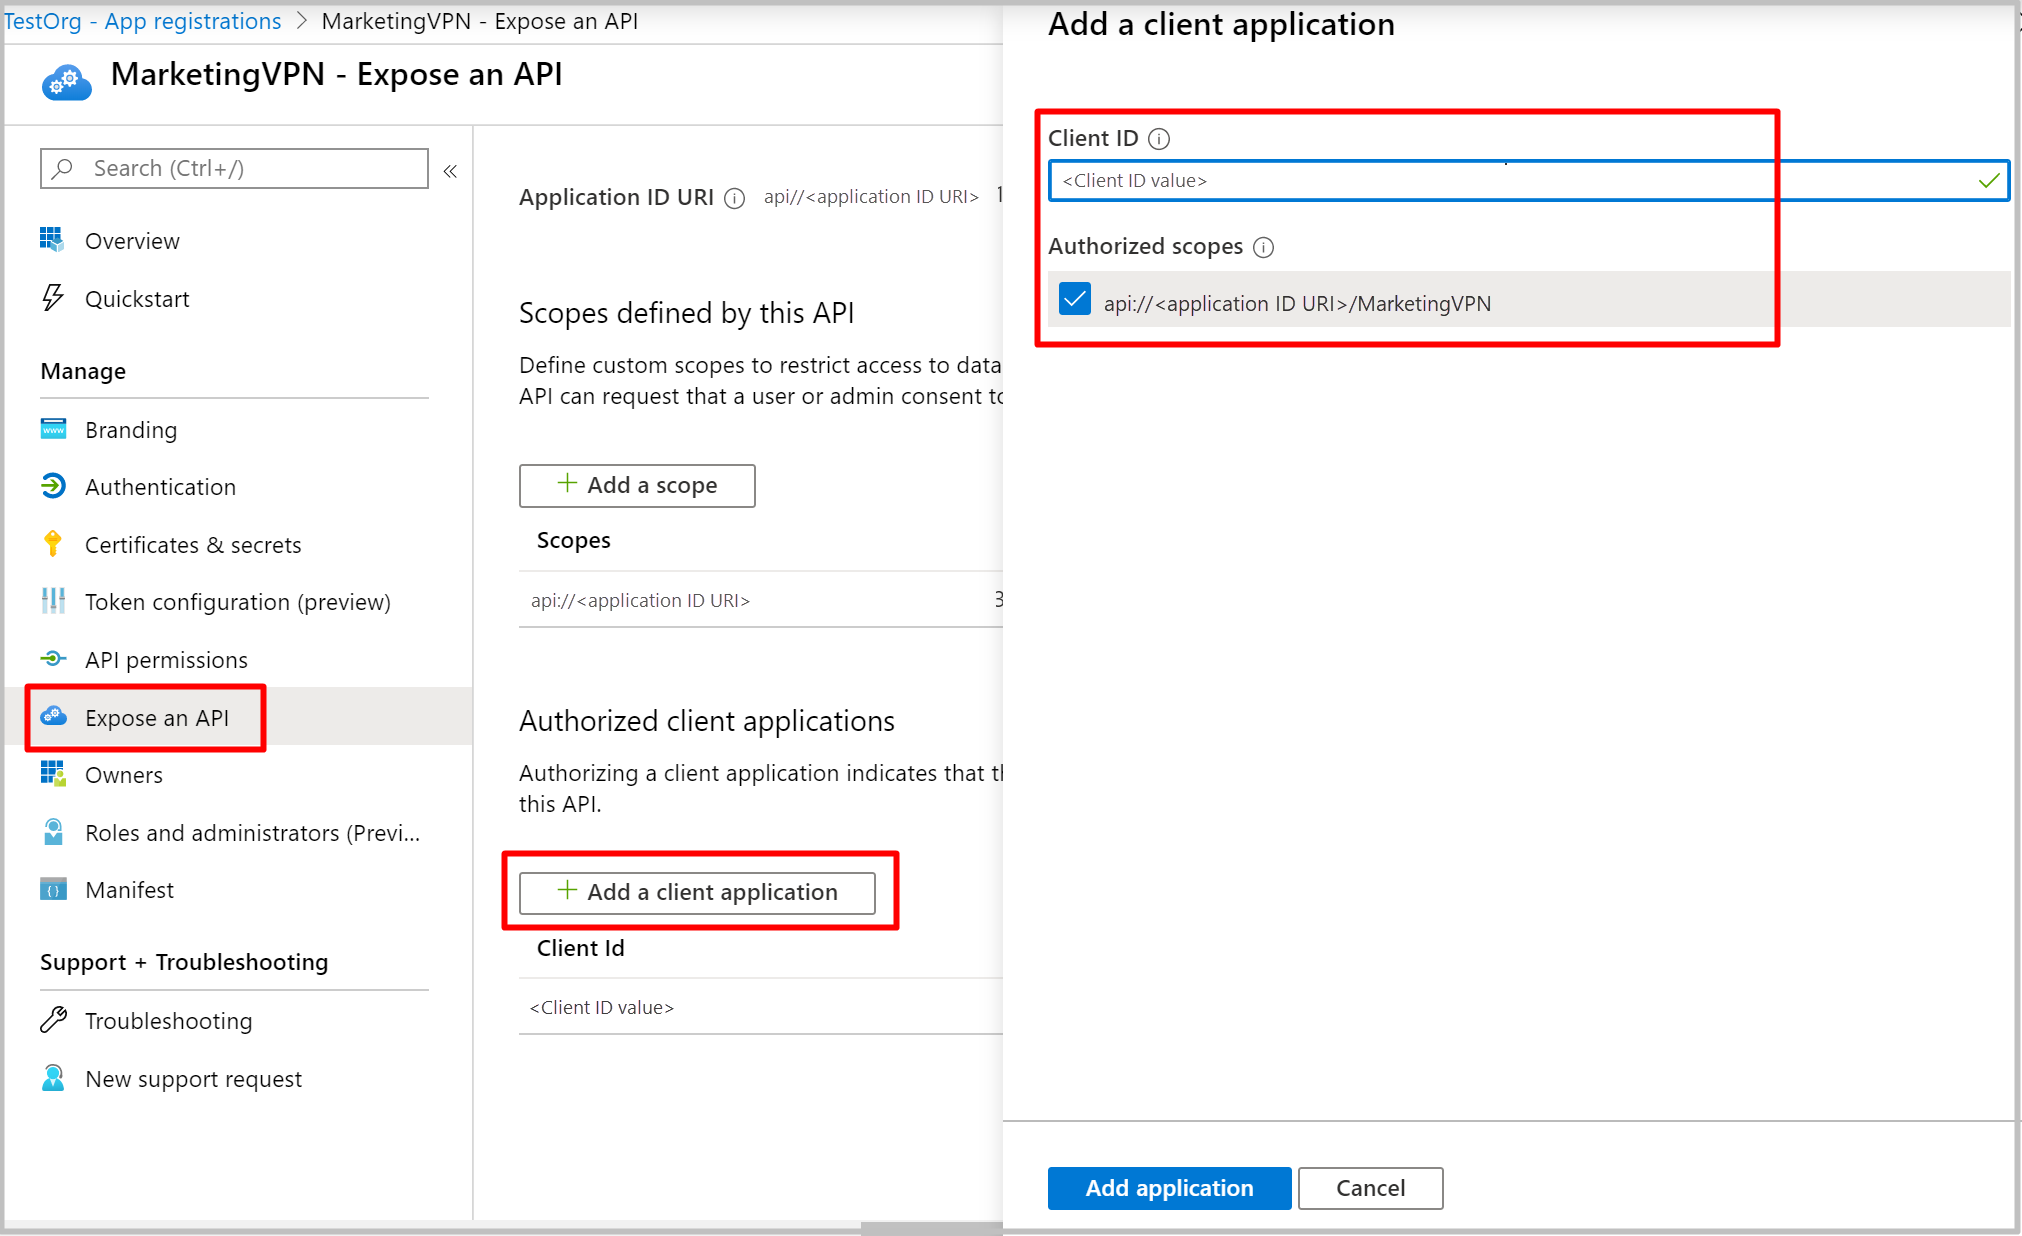 TestOrg - App registrations > MarketingVPN - Expose an API
MarketingVPN - Expose an API
Search (Ctrl+/)
«
Overview
Quickstart
Manage
Branding
Authentication
Certificates & secrets
Token configuration (preview)
API permissions
Expose an API
Owners
Roles and administrators (Previ...
Manifest
Support + Troubleshooting
Troubleshooting
New support request
Application ID URI
api//<application ID URI>
Scopes defined by this API
Define custom scopes to restrict access to data
API can request that a user or admin consent
+ Add a scope
Scopes
api://<application ID URI>
Authorized client applications
Authorizing a client application indicates that
this API.
+ Add a client application
Client Id
<Client ID value>
Add a client application
Client ID
<Client ID value>
Authorized scopes
api://<application ID URI>/MarketingVPN
Add application
Cancel